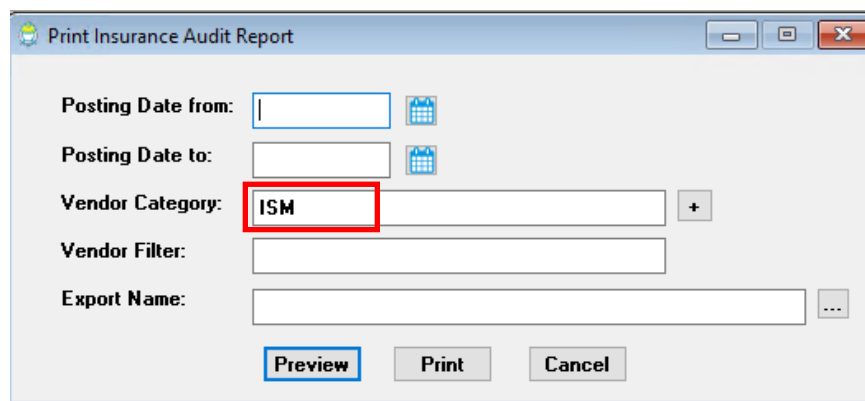 Print Insurance Audit Report
Posting Date from:
Posting Date to:
Vendor Category: ISM +
Vendor Filter:
Export Name: ...
Preview Print Cancel